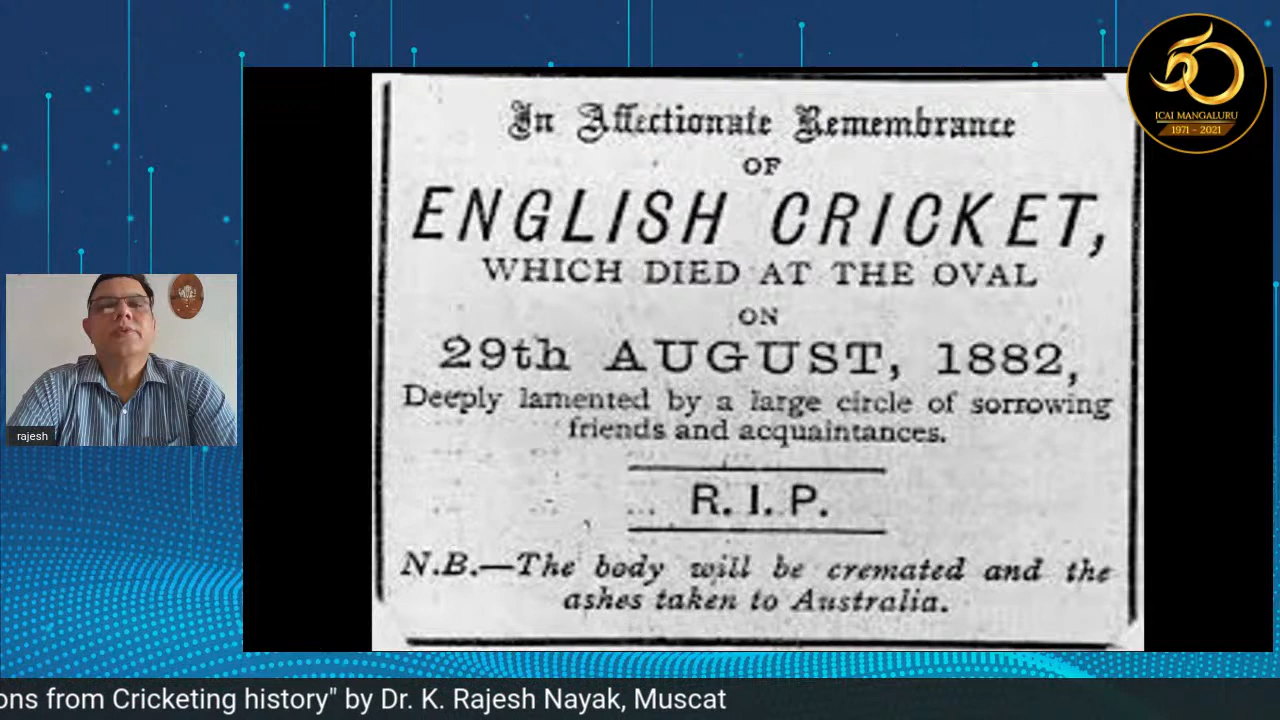 50
ICAI MANGALURU
1971 - 2021
In Affectionate Remembrance
OF
ENGLISH CRICKET,
WHICH DIED AT THE OVAL
ON
29th AUGUST, 1882,
Deeply lamented by a large circle of sorrowing
friends and acquaintances.
R. I. P.
N.B.—The body will be cremated and the
ashes taken to Australia.
rajesh
ons from Cricketing history" by Dr. K. Rajesh Nayak, Muscat